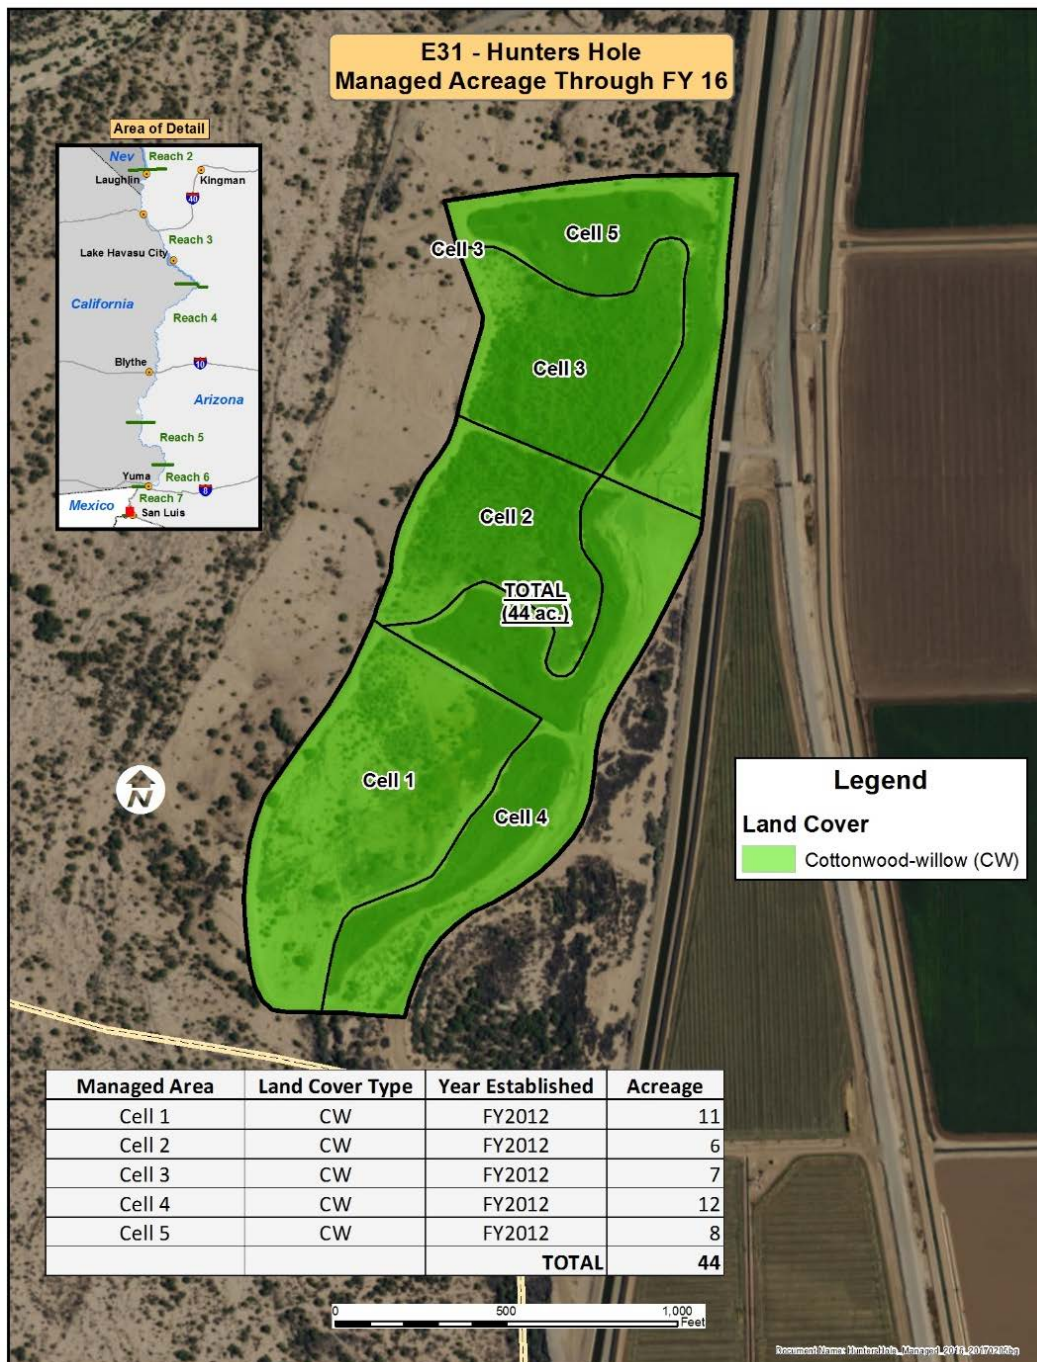 E31 - Hunters Hole
Managed Acreage Through FY 16
Area of Detail
Nev
Reach 2
Laughlin
Kingman
40
Reach 3
Lake Havasu City
California
Reach 4
Blythe
10
Arizona
Reach 5
Reach 6
Yuma
8
Reach 7
Mexico
San Luis
Cell 5
Cell 3
Cell 3
Cell 2
TOTAL
(44 ac.)
Cell 1
Cell 4
N
Legend
Land Cover
Cottonwood-willow (CW)
Managed Area Land Cover Type Year Established Acreage
Cell 1 CW FY2012 11
Cell 2 CW FY2012 6
Cell 3 CW FY2012 7
Cell 4 CW FY2012 12
Cell 5 CW FY2012 8
TOTAL 44
0 500 1,000
Feet
Document Name: